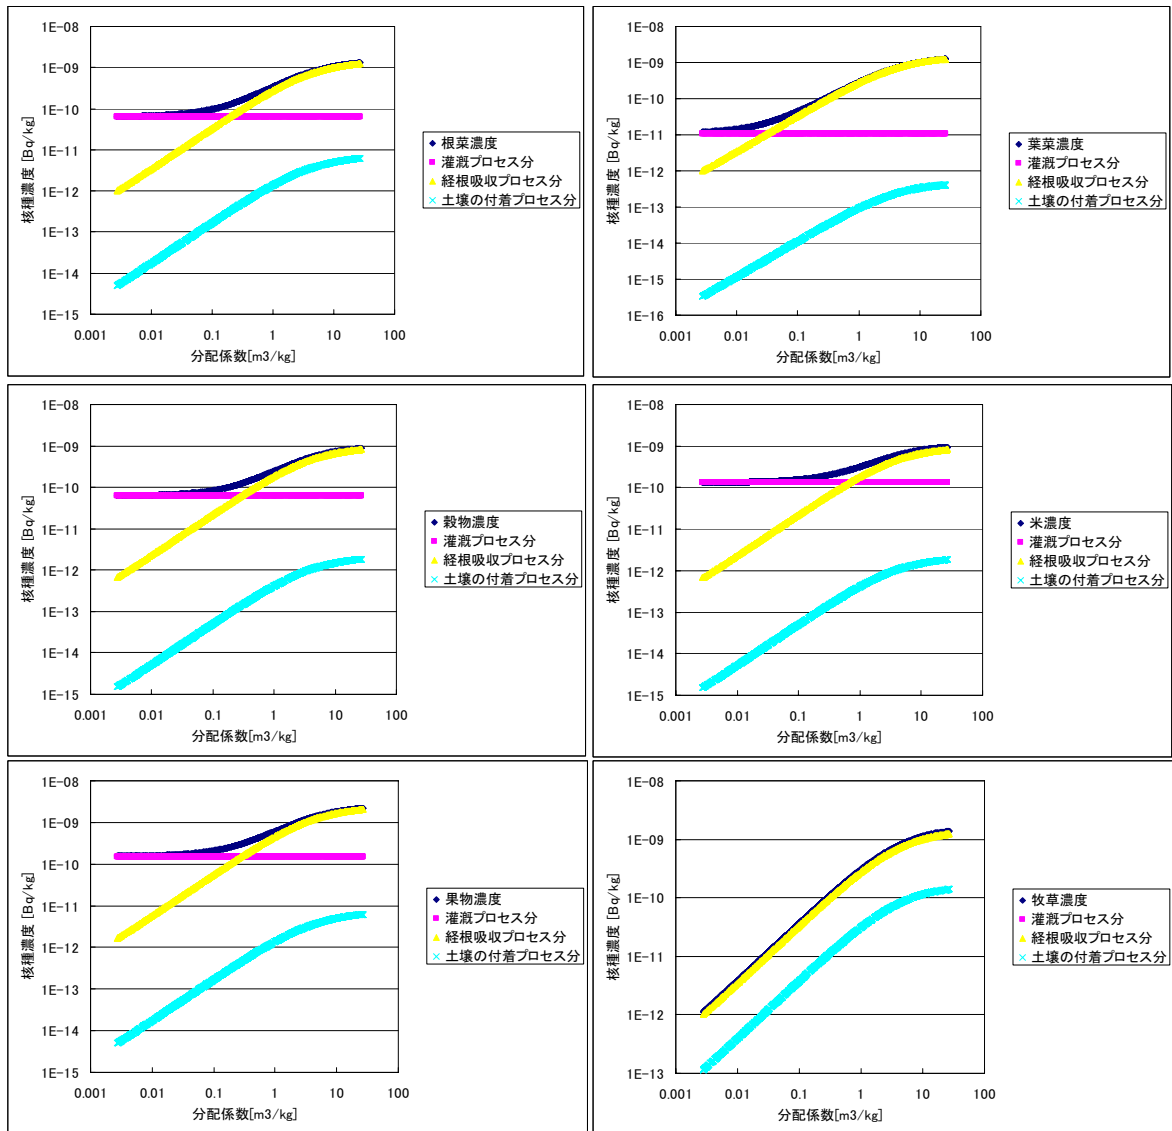 1E-08
1E-09
1E-10
1E-11
1E-12
1E-13
1E-14
1E-15
0.001 0.01 0.1 1 10 100
分配係数[m3/kg]
核種濃度 [Bq/kg]
根菜濃度
灌漑プロセス分
経根吸収プロセス分
土壌の付着プロセス分
1E-08
1E-09
1E-10
1E-11
1E-12
1E-13
1E-14
1E-15
1E-16
0.001 0.01 0.1 1 10 100
分配係数[m3/kg]
核種濃度 [Bq/kg]
葉菜濃度
灌漑プロセス分
経根吸収プロセス分
土壌の付着プロセス分
1E-08
1E-09
1E-10
1E-11
1E-12
1E-13
1E-14
1E-15
0.001 0.01 0.1 1 10 100
分配係数[m3/kg]
核種濃度 [Bq/kg]
穀物濃度
灌漑プロセス分
経根吸収プロセス分
土壌の付着プロセス分
1E-08
1E-09
1E-10
1E-11
1E-12
1E-13
1E-14
1E-15
0.001 0.01 0.1 1 10 100
分配係数[m3/kg]
核種濃度 [Bq/kg]
米濃度
灌漑プロセス分
経根吸収プロセス分
土壌の付着プロセス分
1E-08
1E-09
1E-10
1E-11
1E-12
1E-13
1E-14
1E-15
0.001 0.01 0.1 1 10 100
分配係数[m3/kg]
核種濃度 [Bq/kg]
果物濃度
灌漑プロセス分
経根吸収プロセス分
土壌の付着プロセス分
1E-08
1E-09
1E-10
1E-11
1E-12
1E-13
0.001 0.01 0.1 1 10 100
分配係数[m3/kg]
核種濃度 [Bq/kg]
牧草濃度
灌漑プロセス分
経根吸収プロセス分
土壌の付着プロセス分